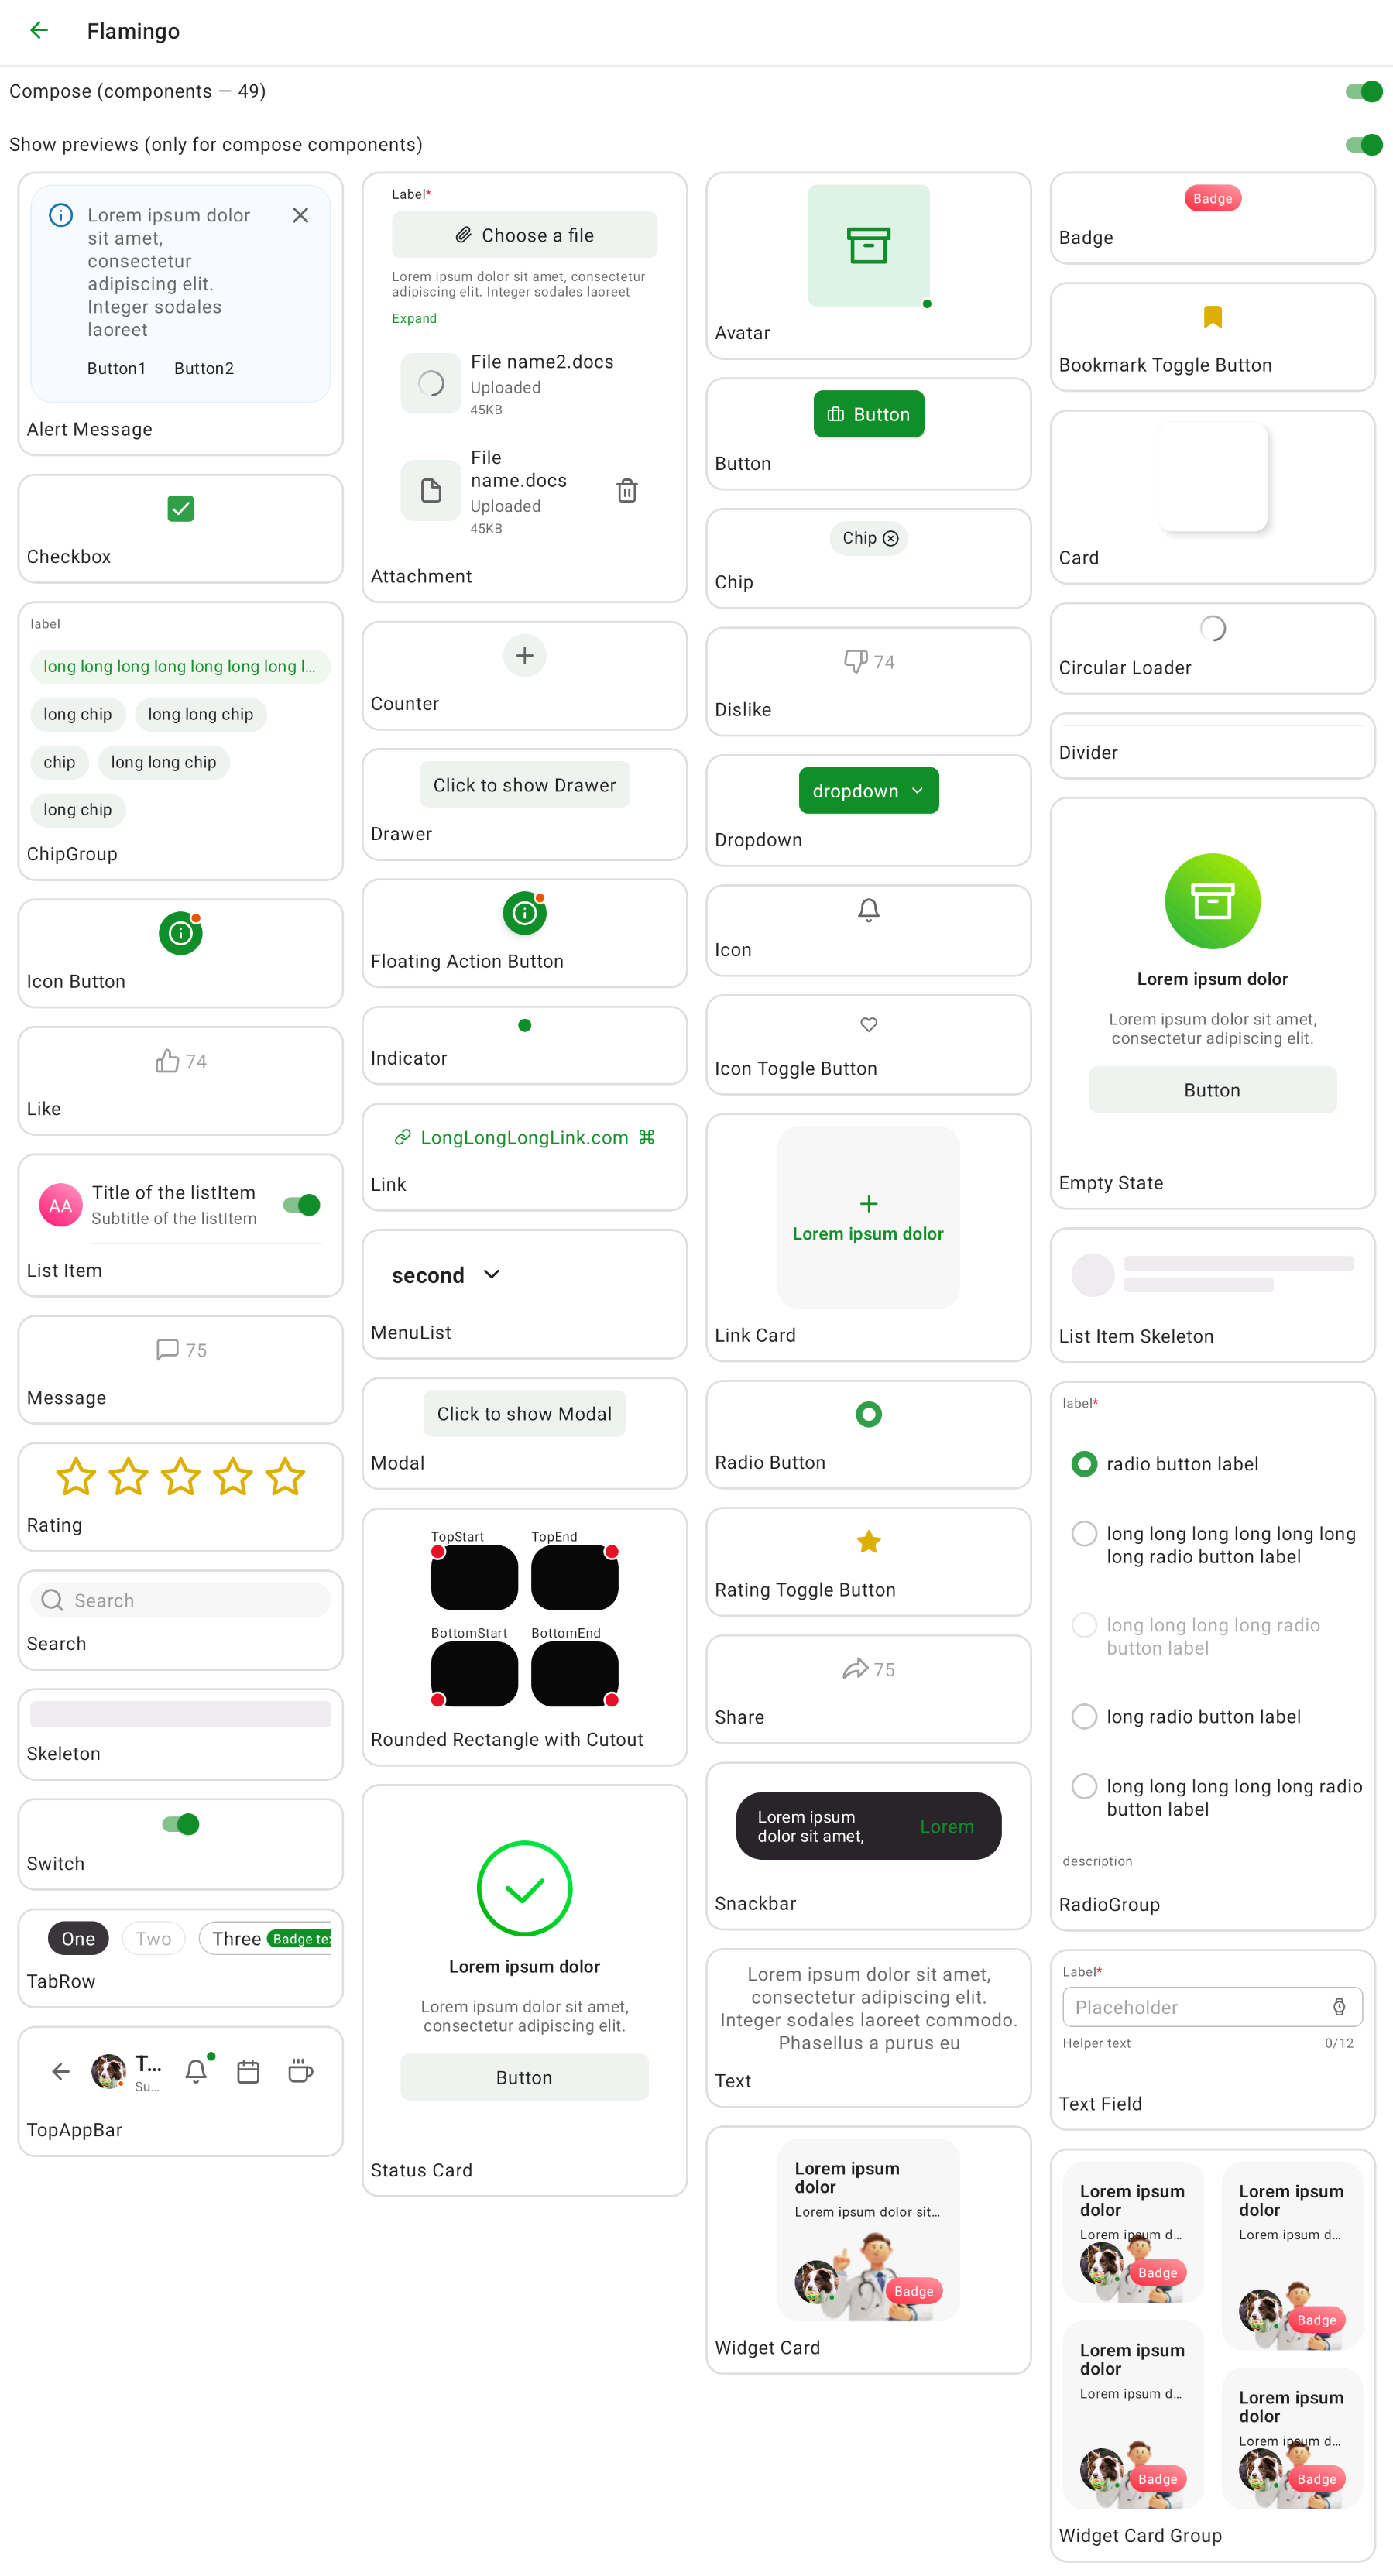 Flamingo
Compose (components — 49)
Show previews (only for compose components)
Lorem ipsum dolor
sit amet,
consectetur
adipiscing elit.
Integer sodales
laoreet
Button1 Button2
Alert Message
Checkbox
label
long long long long long long long l...
long chip long long chip
chip long long chip
long chip
ChipGroup
Icon Button
74
Like
AA
Title of the listItem
Subtitle of the listItem
List Item
75
Message
Rating
Search
Search
Skeleton
Switch
One Two Three Badge te
TabRow
T...
Su...
TopAppBar
Label*
Choose a file
Lorem ipsum dolor sit amet, consectetur
adipiscing elit. Integer sodales laoreet
Expand
File name2.docs
Uploaded
45KB
File
name.docs
Uploaded
45KB
Attachment
Counter
Click to show Drawer
Drawer
Floating Action Button
Indicator
LongLongLongLink.com ⌘
Link
second
MenuList
Click to show Modal
Modal
TopStart TopEnd
BottomStart BottomEnd
Rounded Rectangle with Cutout
Lorem ipsum dolor
Lorem ipsum dolor sit amet,
consectetur adipiscing elit.
Button
Status Card
Avatar
Button
Button
Chip
Chip
74
Dislike
dropdown
Dropdown
Icon
Icon Toggle Button
Lorem ipsum dolor
Link Card
Radio Button
Rating Toggle Button
75
Share
Lorem ipsum
dolor sit amet,
Lorem
Snackbar
Lorem ipsum dolor sit amet,
consectetur adipiscing elit.
Integer sodales laoreet commodo.
Phasellus a purus eu
Text
Lorem ipsum
dolor
Lorem ipsum dolor sit...
Badge
Widget Card
Badge
Badge
Bookmark Toggle Button
Card
Circular Loader
Divider
Lorem ipsum dolor
Lorem ipsum dolor sit amet,
consectetur adipiscing elit.
Button
Empty State
List Item Skeleton
label*
radio button label
long long long long long long
long radio button label
long long long long radio
button label
long radio button label
long long long long long radio
button label
description
RadioGroup
Label*
Placeholder
Helper text 0/12
Text Field
Lorem ipsum
dolor
Lorem ipsum d...
Badge
Lorem ipsum
dolor
Lorem ipsum d...
Badge
Lorem ipsum
dolor
Lorem ipsum d...
Badge
Lorem ipsum
dolor
Lorem ipsum d...
Badge
Widget Card Group